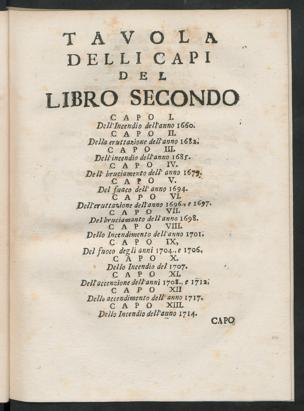 TAVOLA
DELLI CAPI
DEL
LIBRO SECONDO
CAPO I.
Dell'Incendio dell'anno 1660.
CAPO II.
Della eruttazione dell'anno 1682.
CAPO III.
Dell'incendio dell'anno 1685.
CAPO IV.
Dell' bruciamento dell' anno 1679.
CAPO V.
Del fuoco dell' anno 1694.
CAPO VI.
Dell'eruttazione dell'anno 1696. e 1697.
CAPO VII.
Del bruciamanto dell'anno 1698.
CAPO VIII.
Dello Incendimento dell'anno 1701.
CAPO IX,
Del fuoco degli anni 1704., e 1706,
CAPO X.
Dello Incendio del 1707.
CAPO XI.
Dell'accenzione dell'anni 1708., e 1712,
CAPO XII
Dello accendimento dell' anno 1717.
CAPO XIII.
Dello Incendio dell'anno 1714.
CAPO